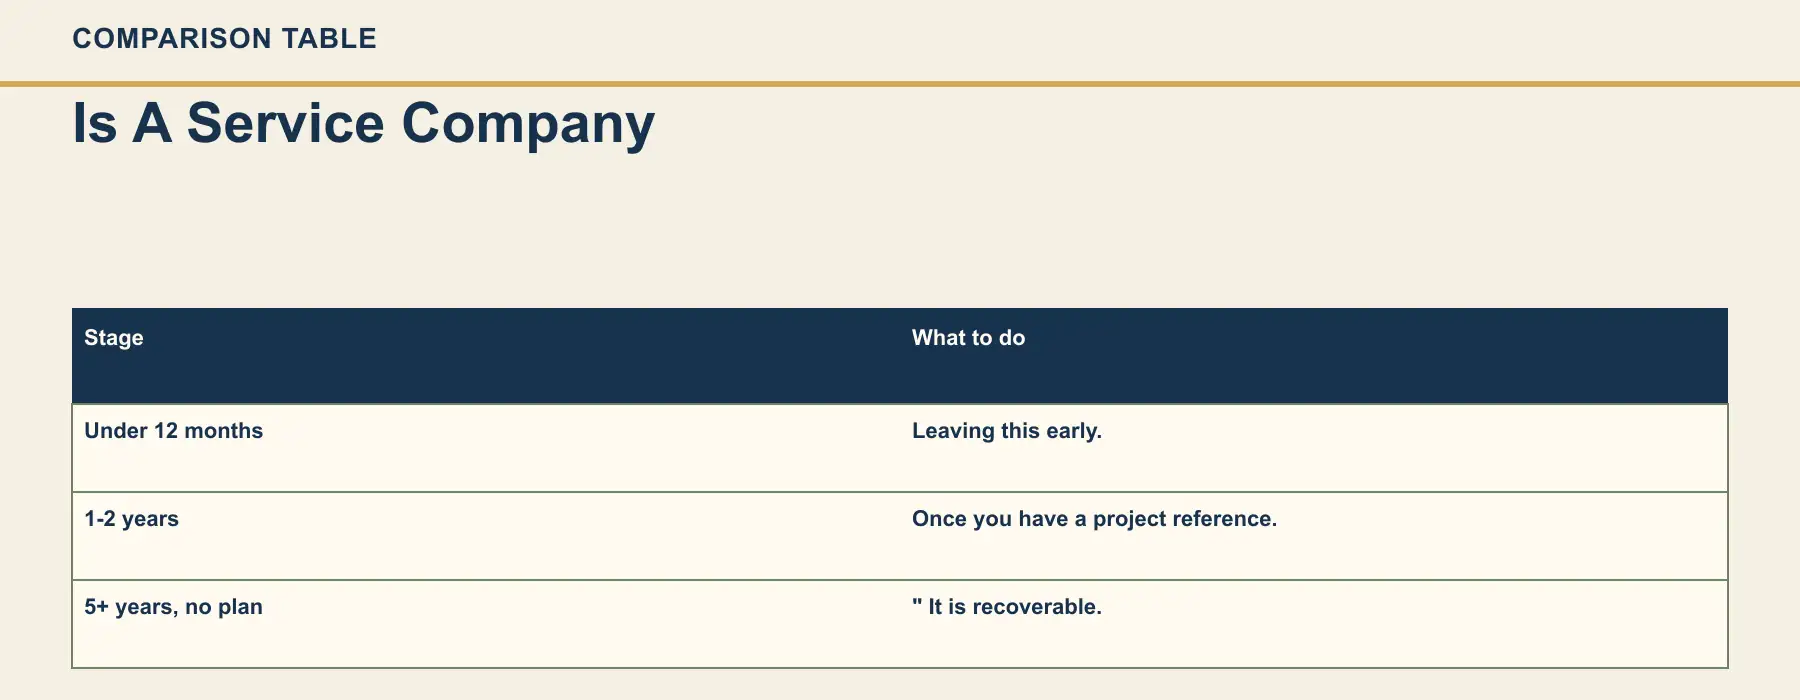 COMPARISON TABLE
Is A Service Company
Stage What to do
Under 12 months Leaving this early.
1-2 years Once you have a project reference.
5+ years, no plan " It is recoverable.